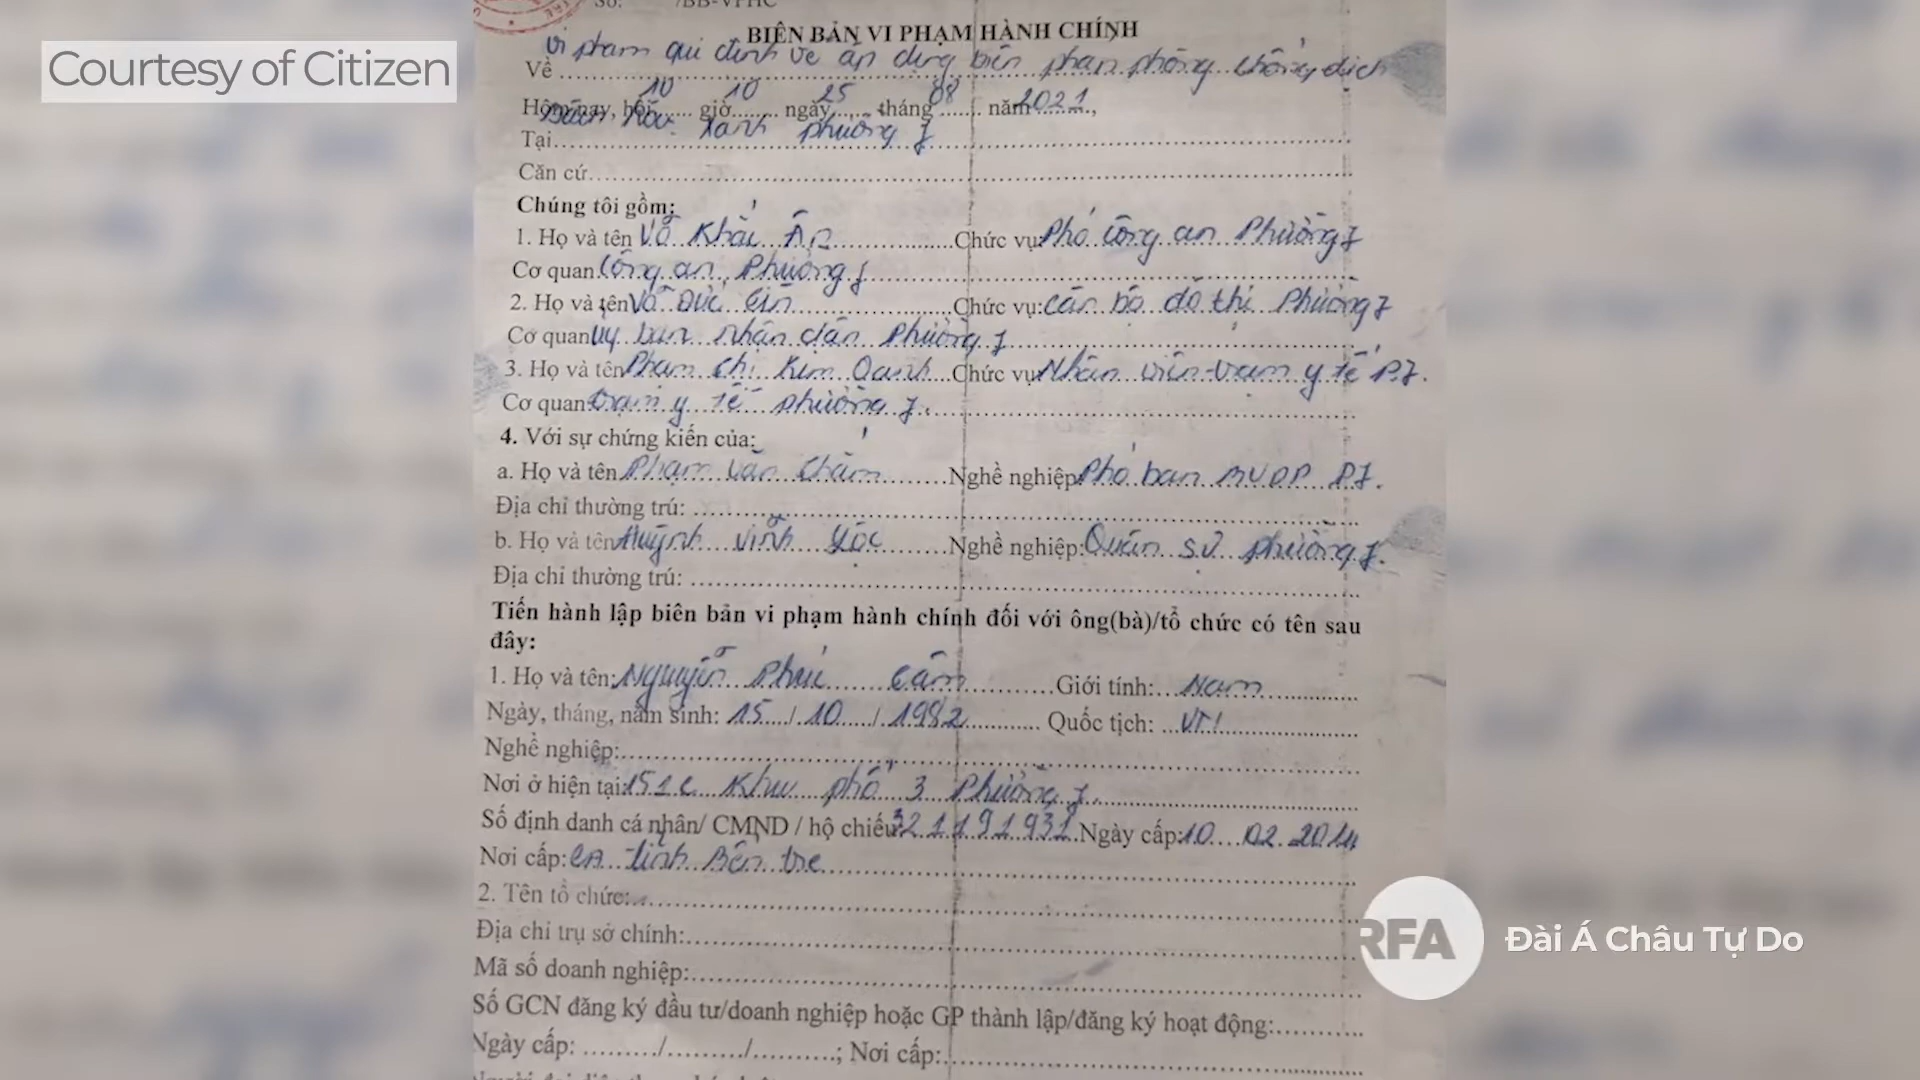 Courtesy of Citizen
Số: /BB-VPHC
BIÊN BẢN VI PHẠM HÀNH CHÍNH
Về vi phạm qui định về áp dụng biện pháp phòng chống dịch
Hôm nay, hồi 10 giờ 10 ngày 25 tháng 08 năm 2021,
Tại xanh phường 7
Căn cứ
Chúng tôi gồm:
1. Họ và tên Võ Khải Ân Chức vụ: Phó công an Phường 7
Cơ quan Công an Phường 7
2. Họ và tên Võ Đức Chức vụ: cán bộ đô thị Phường 7
Cơ quan Uỷ ban nhân dân Phường 7
3. Họ và tên Phạm Kim Oanh Chức vụ: Nhân viên trạm y tế P.7.
Cơ quan trạm y tế phường 7.
4. Với sự chứng kiến của:
a. Họ và tên Phạm Văn Nghề nghiệp: Phó ban P7.
Địa chỉ thường trú:
b. Họ và tên Huỳnh Vĩnh Lộc Nghề nghiệp: Quân sự phường 7.
Địa chỉ thường trú:
Tiến hành lập biên bản vi phạm hành chính đối với ông(bà)/tổ chức có tên sau
đây:
1. Họ và tên: Nguyễn Phúc Cẩm Giới tính: Nam
Ngày, tháng, năm sinh: 15 / 10 / 1982 Quốc tịch:
Nghề nghiệp:
Nơi ở hiện tại: 151C Khu phố 3 Phường 7.
Số định danh cá nhân/ CMND / hộ chiếu: 321191931 Ngày cấp: 10 02 2014
Nơi cấp: CA tỉnh Bến tre
2. Tên tổ chức:
Địa chỉ trụ sở chính:
Mã số doanh nghiệp:
Số GCN đăng ký đầu tư/doanh nghiệp hoặc GP thành lập/đăng ký hoạt động:
Ngày cấp: / / ; Nơi cấp:
RFA Đài Á Châu Tự Do